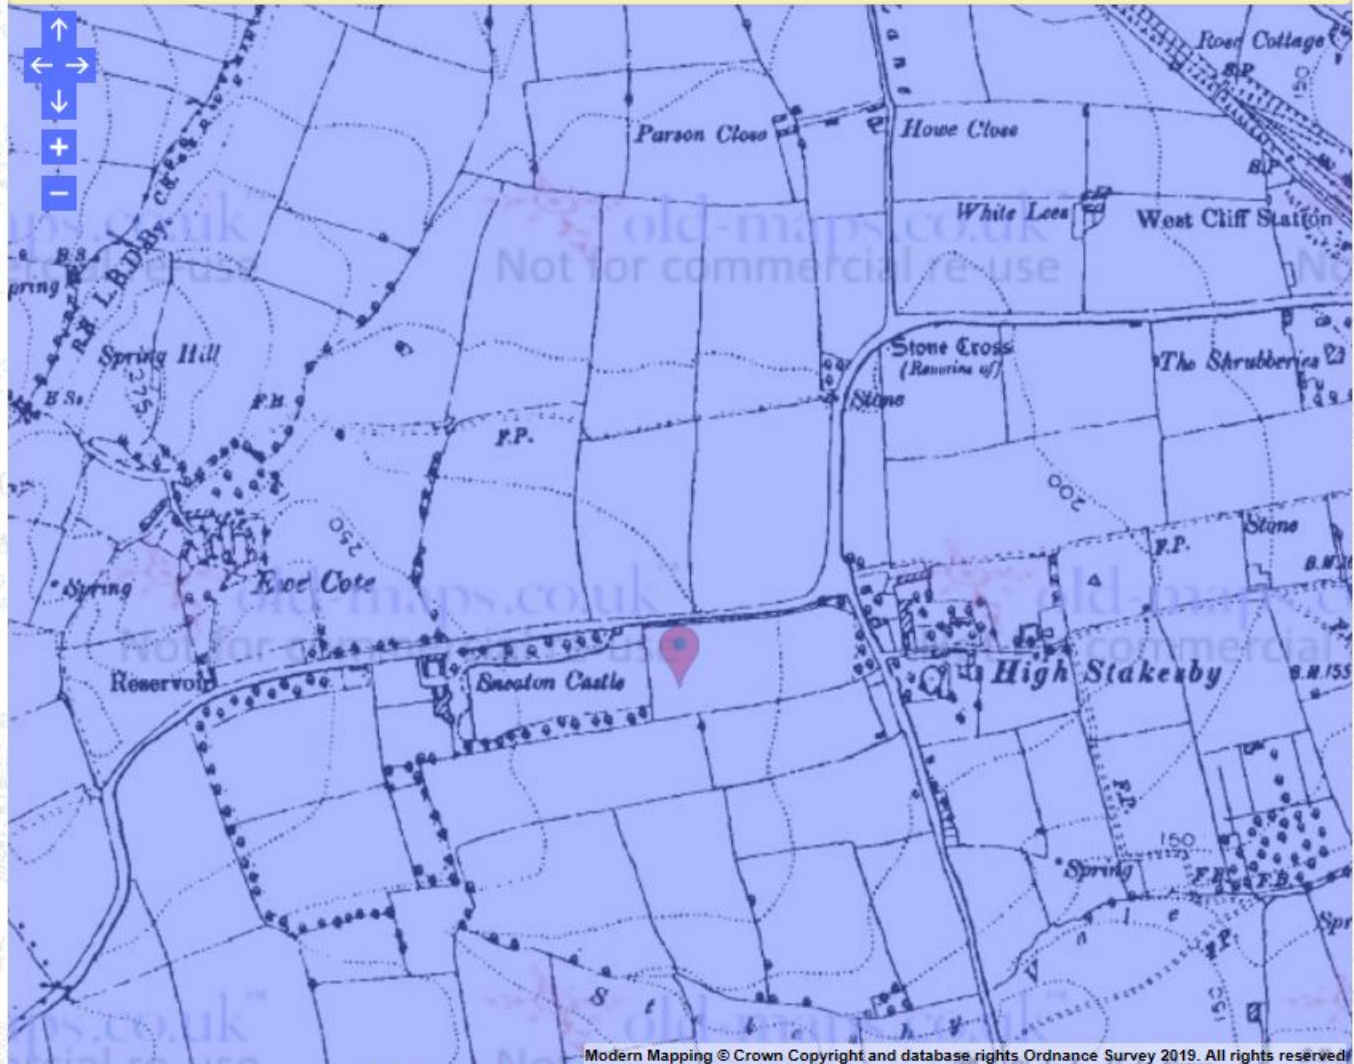 Rose Cottage
B.P.
50
Parson Close
Howe Close
White Lees
West Cliff Station
B.P.
old-maps.co.uk
Not for commercial re-use
B.S.
R.H.
L.B.
D.By.
C.R.
Spring Hill
275
B.S.
F.B.
Stone Cross
(Remains of)
The Shrubberies
Stone
F.P.
200
250
Stone
F.P.
Spring
Ewe Cote
old-maps.co.uk
Reservoir
Sneaton Castle
High Stakesby
B.M.155
F.P.
150
Spring
F.B.
F.B.
F.P.
Modern Mapping © Crown Copyright and database rights Ordnance Survey 2019. All rights reserved